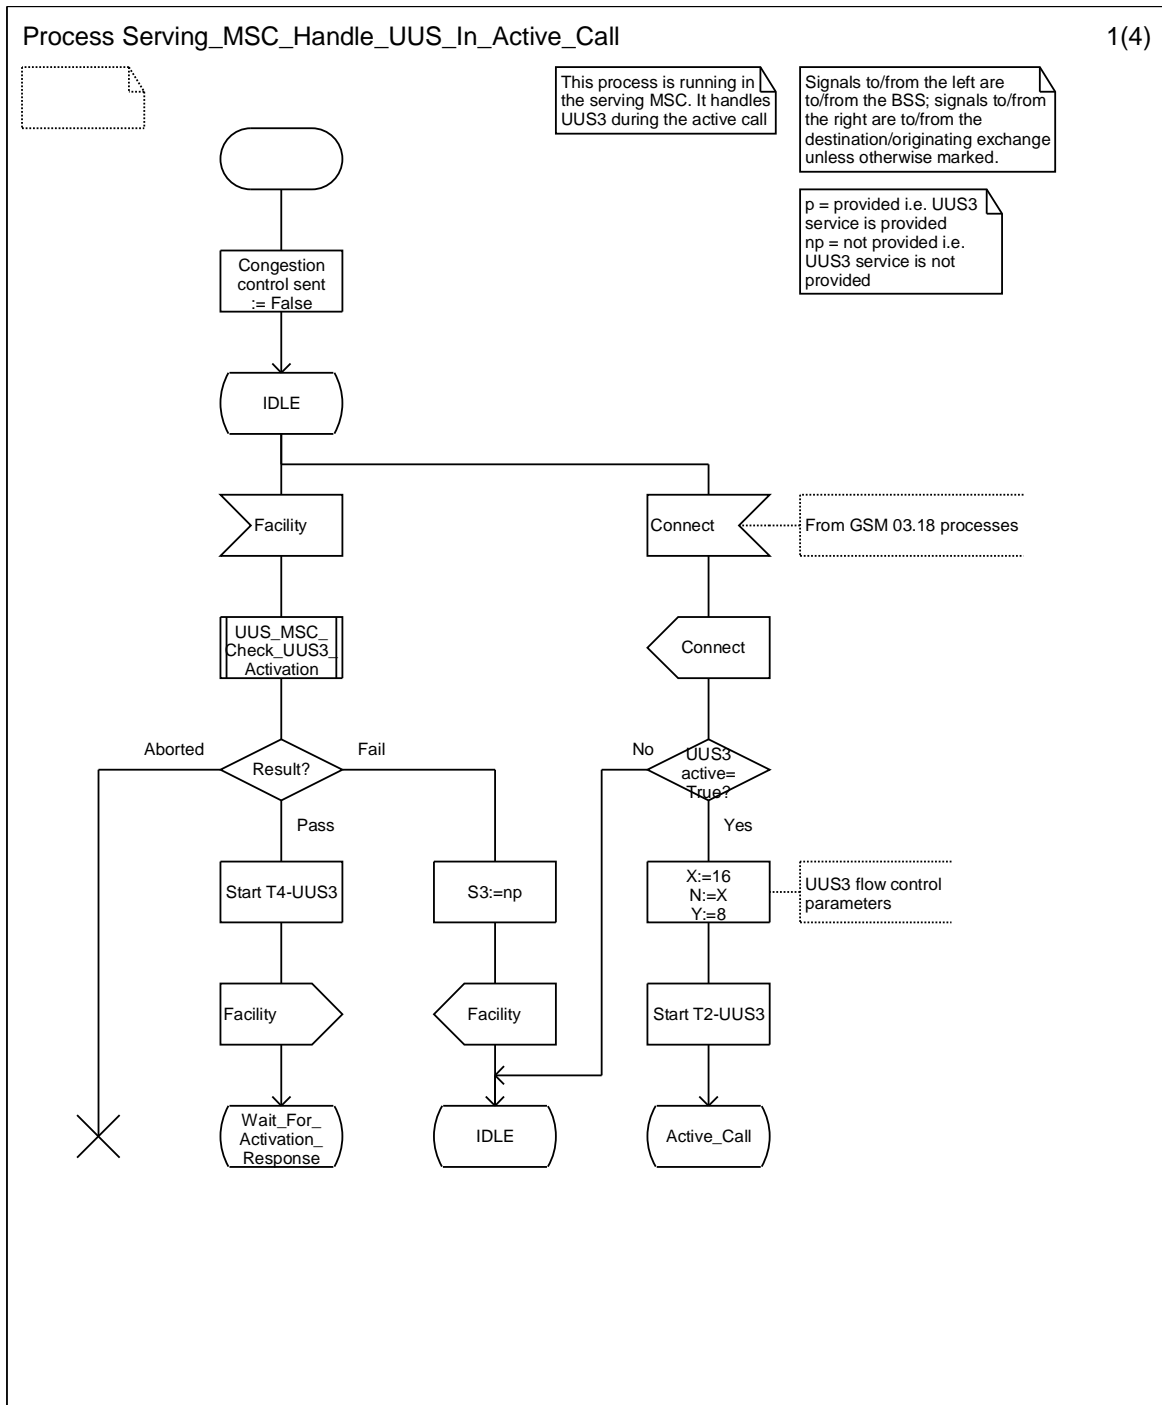 Process Serving_MSC_Handle_UUS_In_Active_Call
1(4)
This process is running in
the serving MSC. It handles
UUS3 during the active call
Signals to/from the left are
to/from the BSS; signals to/from
the right are to/from the
destination/originating exchange
unless otherwise marked.
p = provided i.e. UUS3
service is provided
np = not provided i.e.
UUS3 service is not
provided
Congestion
control sent
:= False
IDLE
Facility
Connect
From GSM 03.18 processes
UUS_MSC_
Check_UUS3_
Activation
Connect
Aborted
Result?
Fail
No
UUS3
active=
True?
Pass
Yes
Start T4-UUS3
S3:=np
X:=16
N:=X
Y:=8
UUS3 flow control
parameters
Facility
Facility
Start T2-UUS3
Wait_For_
Activation_
Response
IDLE
Active_Call